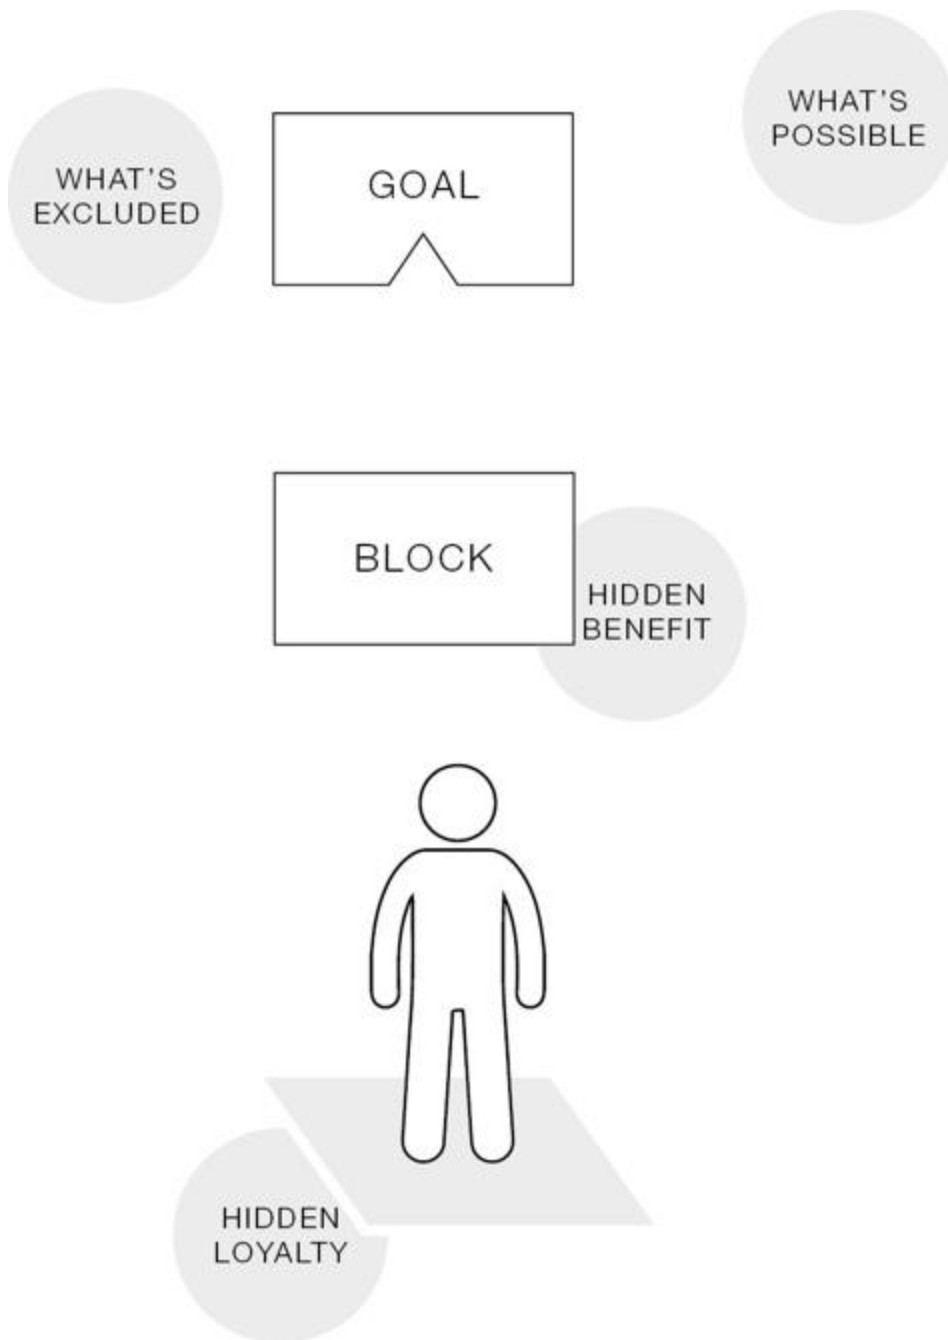 WHAT'S
POSSIBLE
WHAT'S
EXCLUDED
GOAL
BLOCK
HIDDEN
BENEFIT
HIDDEN
LOYALTY